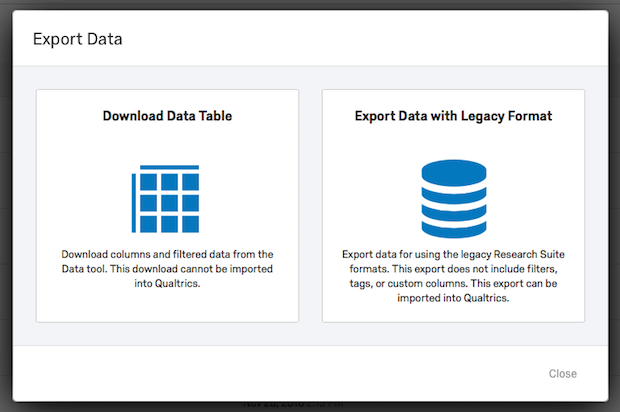 Export Data
Download Data Table
Download columns and filtered data from the
Data tool. This download cannot be imported
into Qualtrics.
Export Data with Legacy Format
Export data for using the legacy Research Suite
formats. This export does not include filters,
tags, or custom columns. This export can be
imported into Qualtrics.
Close